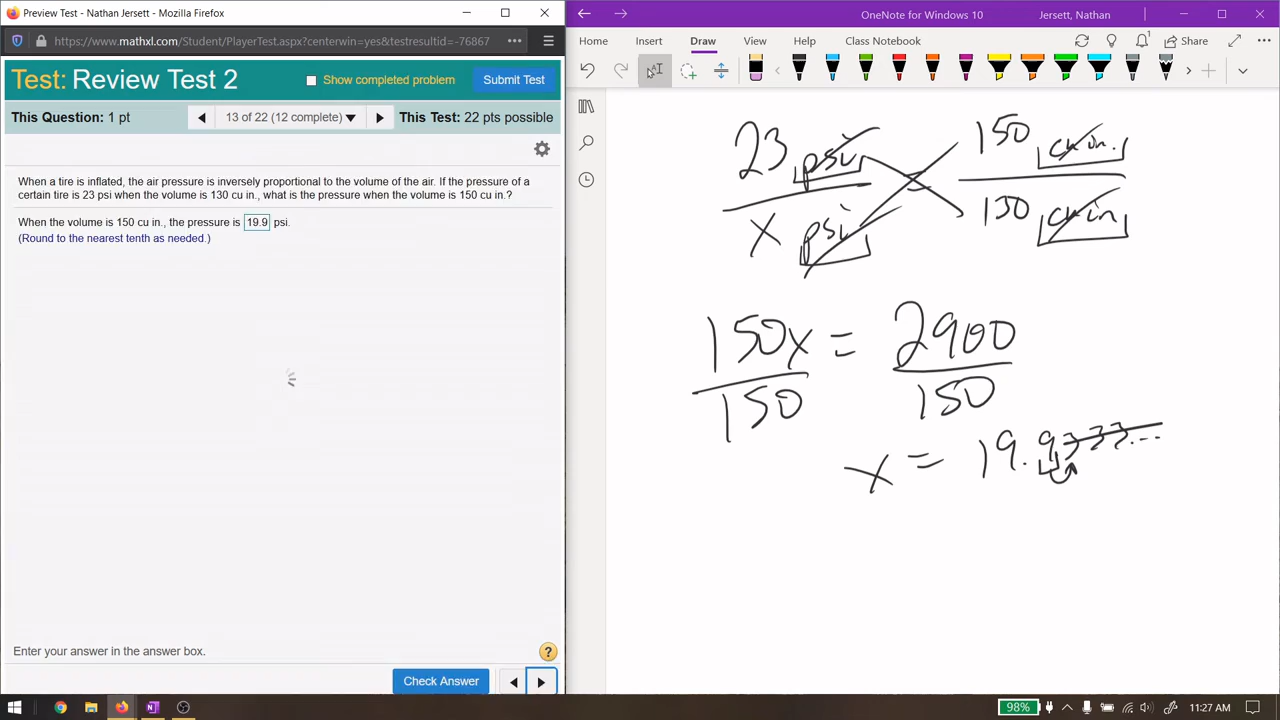 Preview Test - Nathan Jersett - Mozilla Firefox
https://www.mathxl.com/Student/PlayerTest.aspx?centerwin=yes&testresultid=-76867
Test: Review Test 2
Show completed problem
Submit Test
This Question: 1 pt
13 of 22 (12 complete)
This Test: 22 pts possible
When a tire is inflated, the air pressure is inversely proportional to the volume of the air. If the pressure of a
certain tire is 23 psi when the volume is 130 cu in., what is the pressure when the volume is 150 cu in.?
When the volume is 150 cu in., the pressure is 19.9 psi.
(Round to the nearest tenth as needed.)
Enter your answer in the answer box.
?
Check Answer
OneNote for Windows 10
Jersett, Nathan
Home Insert Draw View Class Notebook
Share
23 psi 150 cu in.
=
x psi 130 cu in
150x = 2900
150 150
x = 19.9333...
98%
11:27 AM